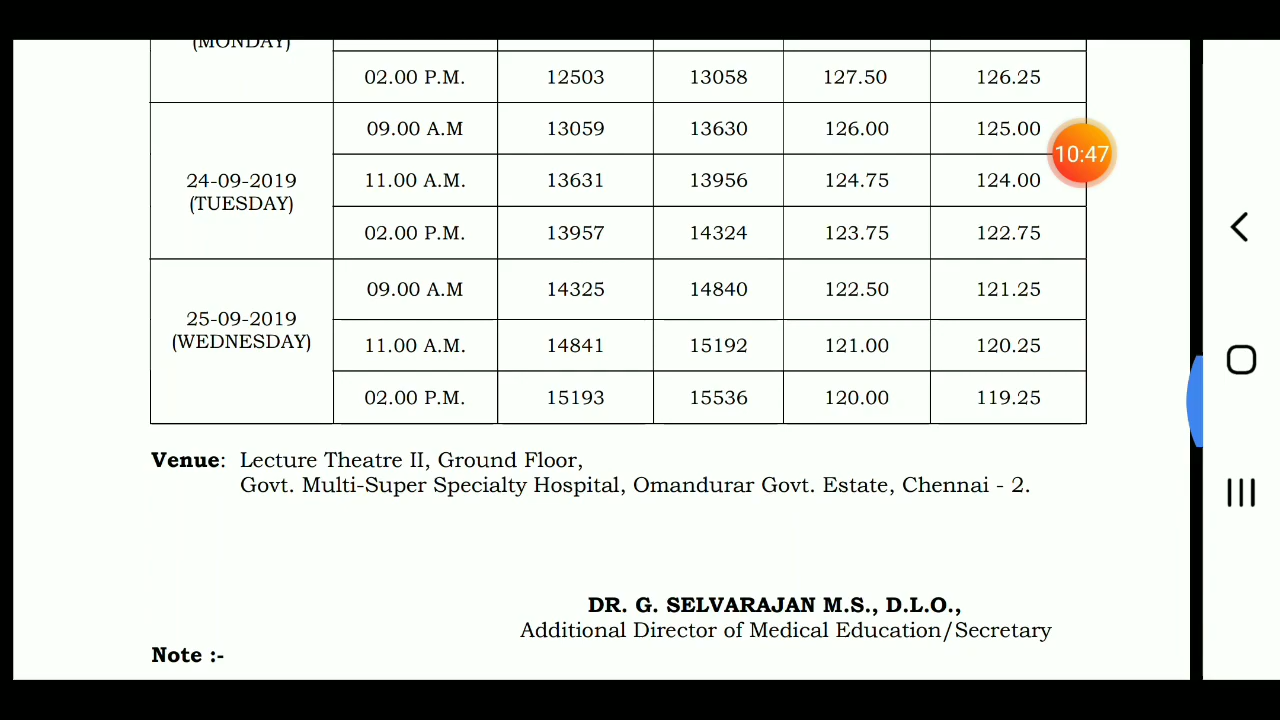 (MONDAY)
02.00 P.M. 12503 13058 127.50 126.25
09.00 A.M 13059 13630 126.00 125.00
10:47
24-09-2019
(TUESDAY)
11.00 A.M. 13631 13956 124.75 124.00
02.00 P.M. 13957 14324 123.75 122.75
09.00 A.M 14325 14840 122.50 121.25
25-09-2019
(WEDNESDAY)
11.00 A.M. 14841 15192 121.00 120.25
02.00 P.M. 15193 15536 120.00 119.25
Venue: Lecture Theatre II, Ground Floor,
Govt. Multi-Super Specialty Hospital, Omandurar Govt. Estate, Chennai - 2.
DR. G. SELVARAJAN M.S., D.L.O.,
Additional Director of Medical Education/Secretary
Note :-